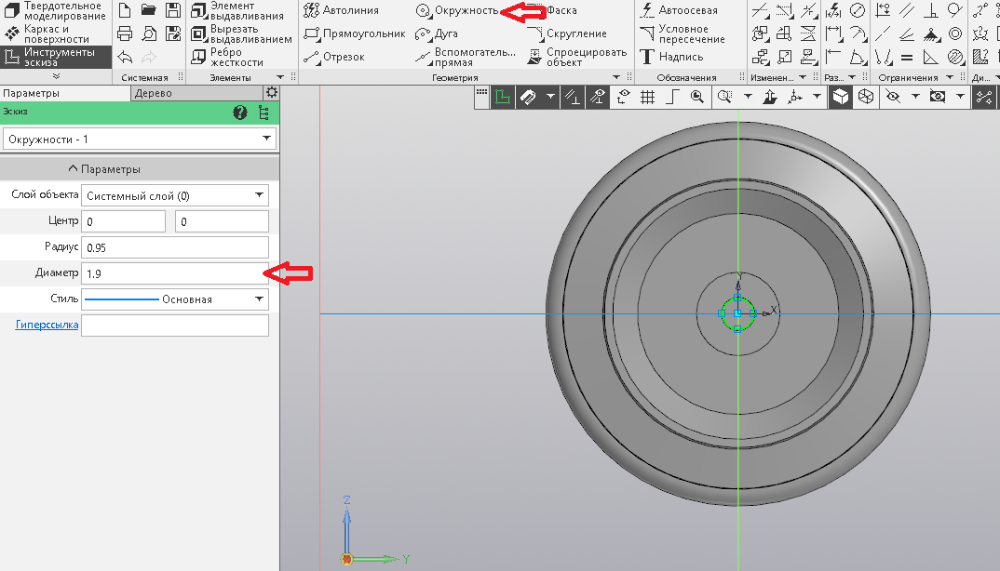 Твердотельное моделирование
Каркас и поверхности
Инструменты эскиза
Системная
Элемент выдавливания
Вырезать выдавливанием
Ребро жесткости
Элементы
Автолиния
Прямоугольник
Отрезок
Окружность
Дуга
Вспомогатель... прямая
Фаска
Скругление
Спроецировать объект
Геометрия
Автоосевая
Условное пересечение
Надпись
Обозначения
Изменен...
Раз...
Ограничения
Ди...
Параметры
Дерево
Эскиз
Окружности - 1
Параметры
Слой объекта
Системный слой (0)
Центр
0
0
Радиус
0.95
Диаметр
1.9
Стиль
Основная
Гиперссылка
Y
X
Z
Y